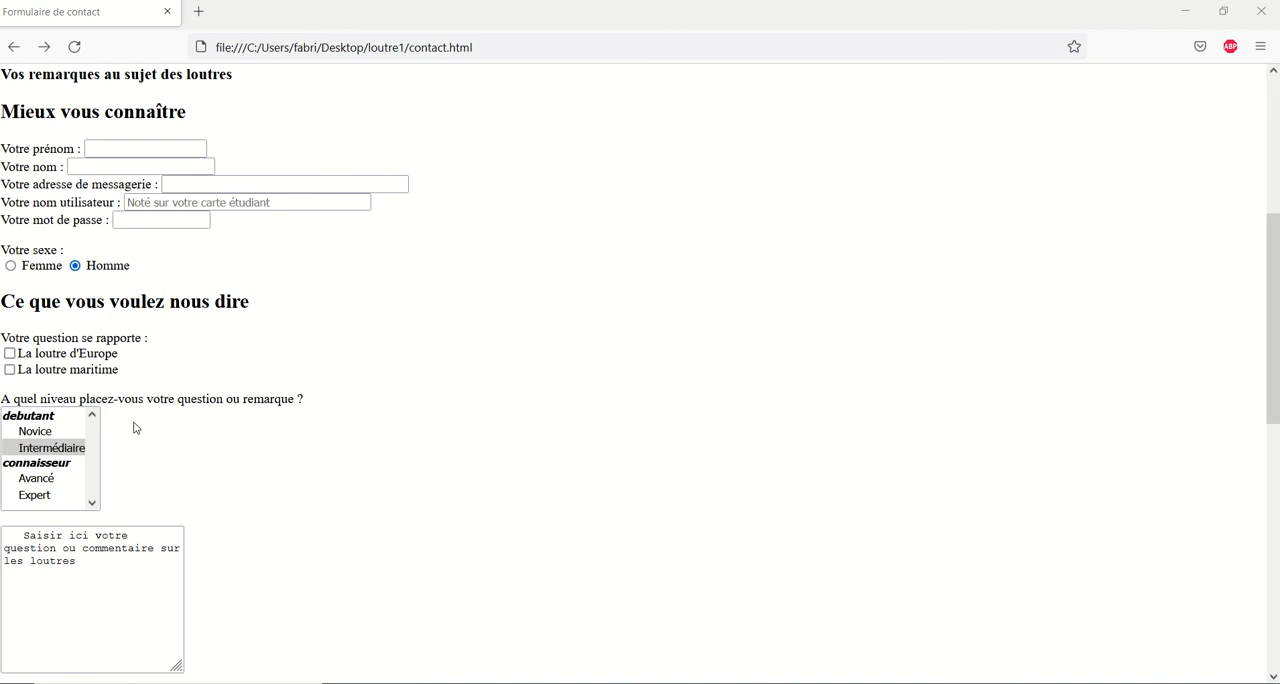 Formulaire de contact
file:///C:/Users/fabri/Desktop/loutre1/contact.html
ABP
Vos remarques au sujet des loutres
Mieux vous connaître
Votre prénom :
Votre nom :
Votre adresse de messagerie :
Votre nom utilisateur : Noté sur votre carte étudiant
Votre mot de passe :
Votre sexe :
Femme Homme
Ce que vous voulez nous dire
Votre question se rapporte :
La loutre d'Europe
La loutre maritime
A quel niveau placez-vous votre question ou remarque ?
debutant
Novice
Intermédiaire
connaisseur
Avancé
Expert
Saisir ici votre
question ou commentaire sur
les loutres